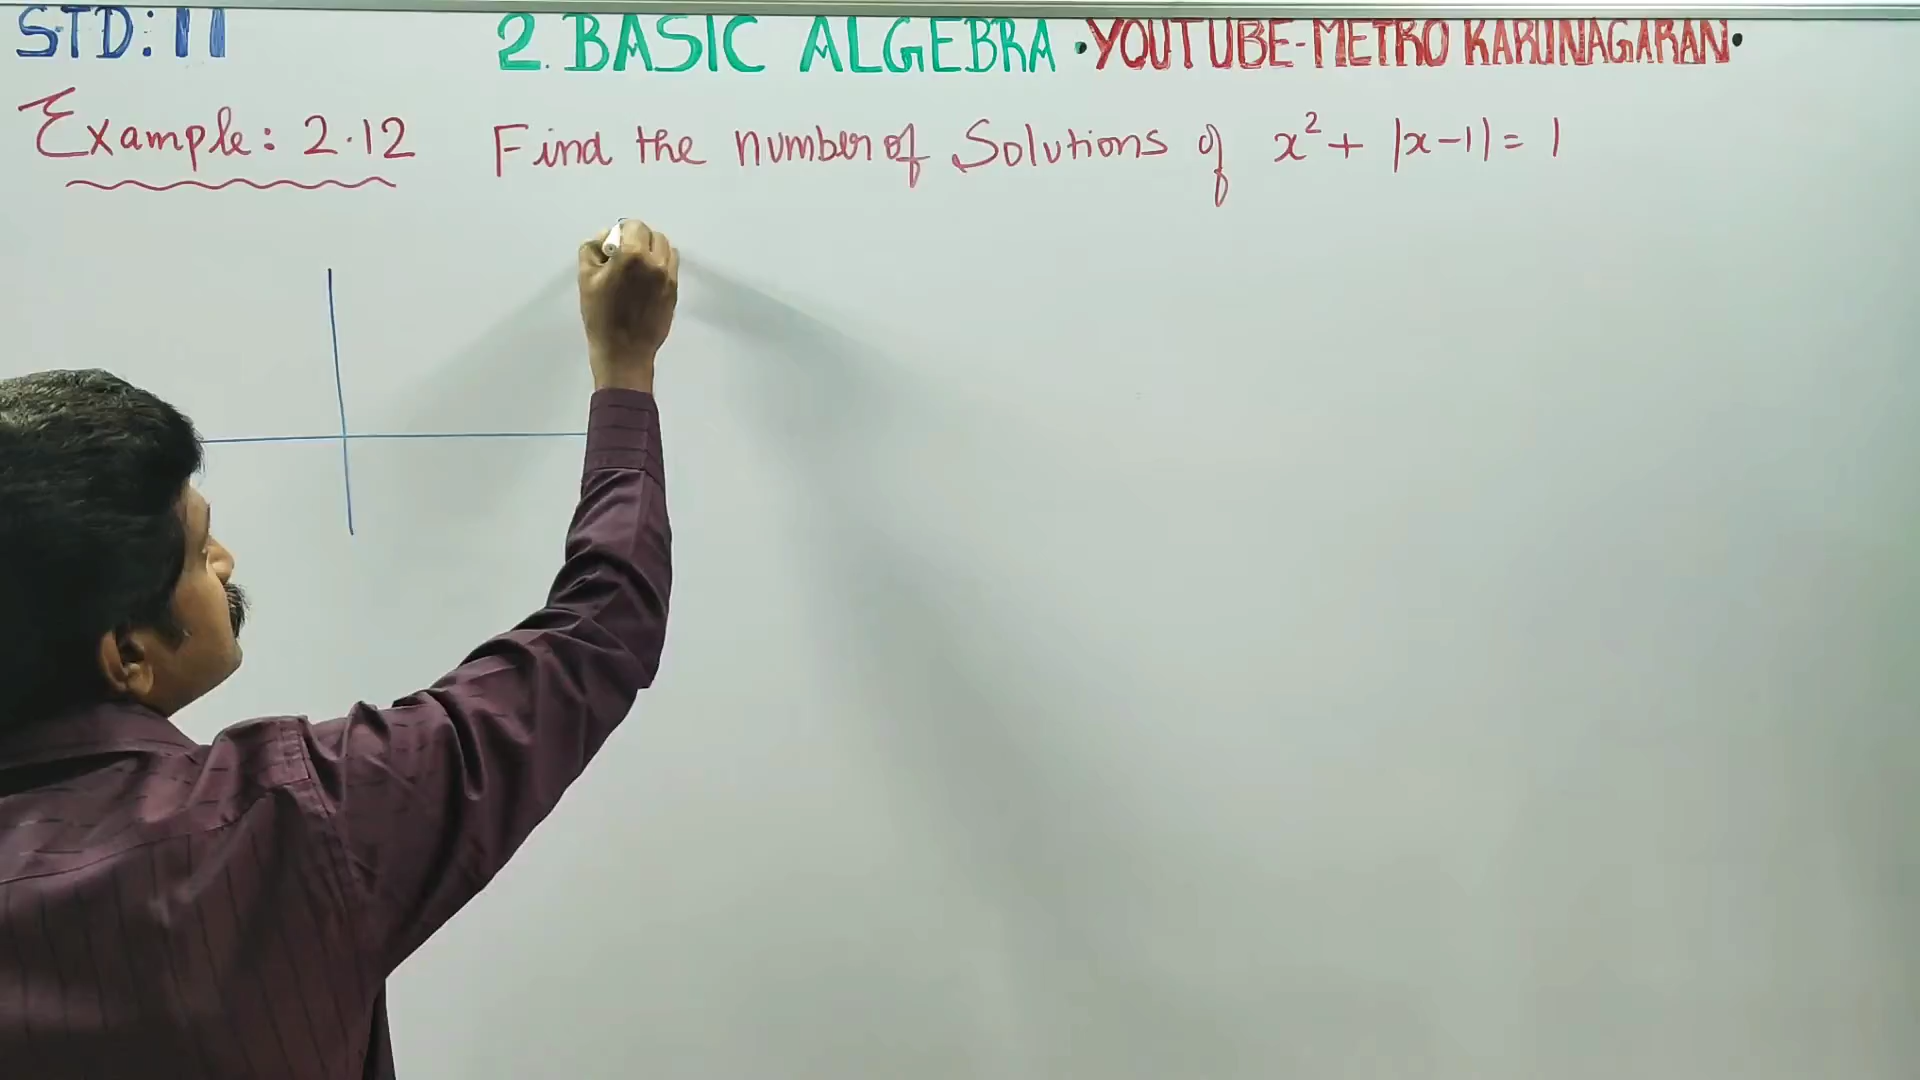 STD: 11 2. BASIC ALGEBRA • YOUTUBE-METRO KARUNAGARAN •
Example: 2.12 Find the number of Solutions of x² + |x-1| = 1